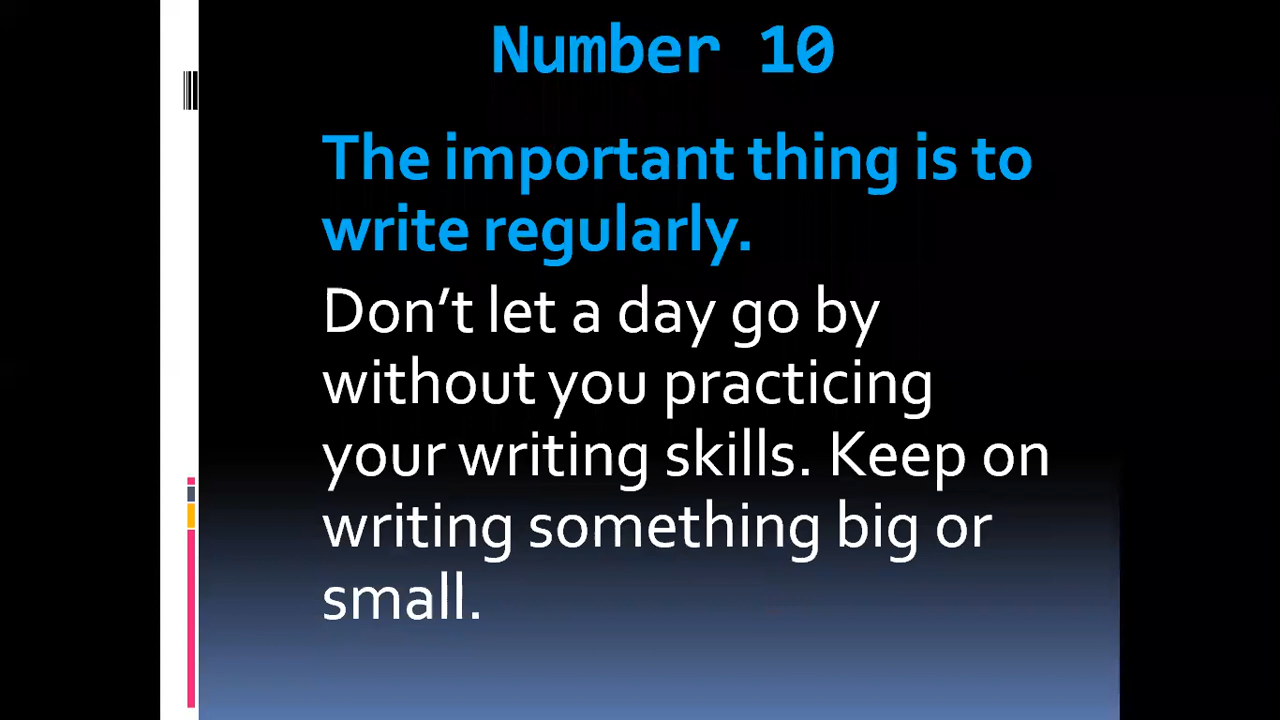 Number 10
The important thing is to
write regularly.
Don’t let a day go by
without you practicing
your writing skills. Keep on
writing something big or
small.